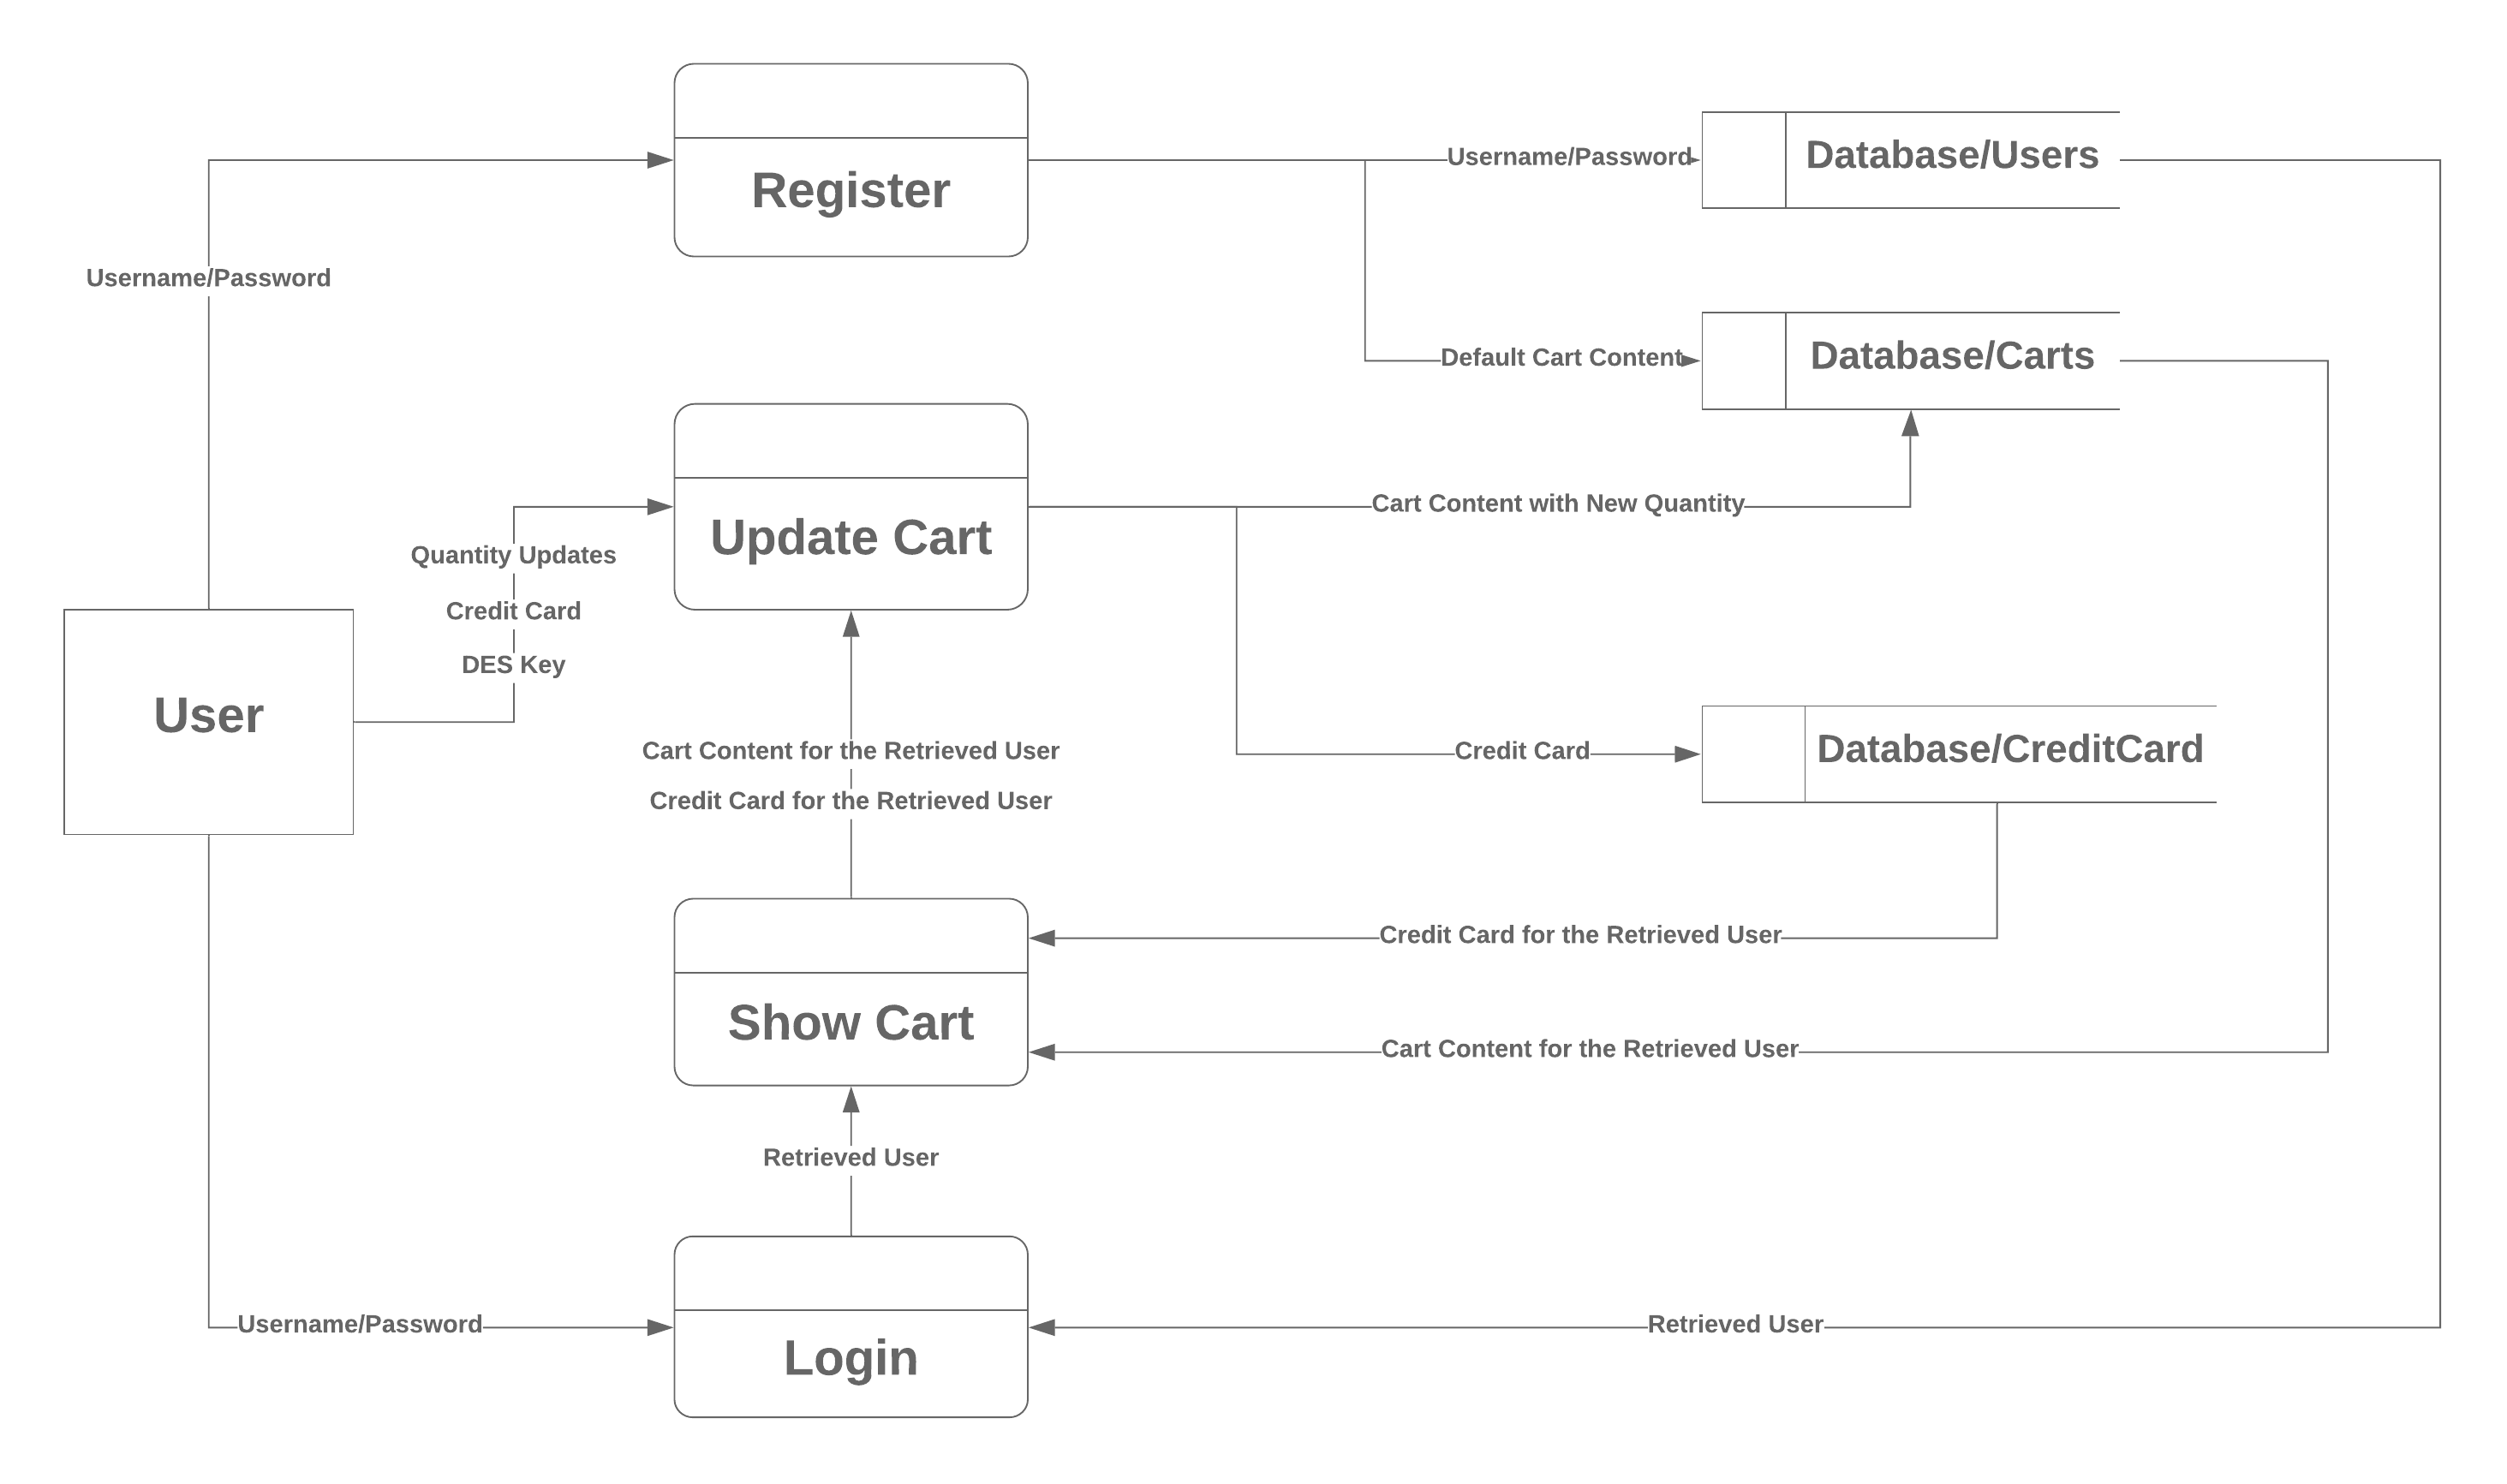 Register
Username/Password
Database/Users
Username/Password
Default Cart Content
Database/Carts
Update Cart
Cart Content with New Quantity
Quantity Updates
Credit Card
DES Key
User
Cart Content for the Retrieved User
Credit Card for the Retrieved User
Credit Card
Database/CreditCard
Credit Card for the Retrieved User
Show Cart
Cart Content for the Retrieved User
Retrieved User
Username/Password
Login
Retrieved User